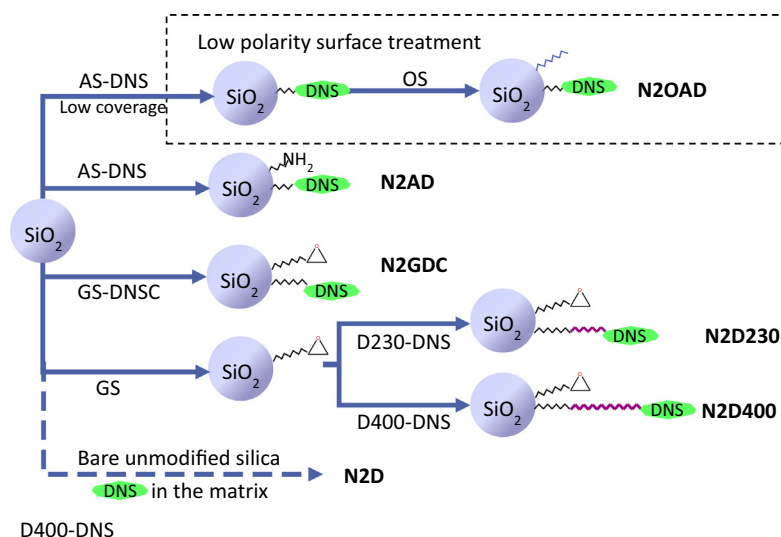 Low polarity surface treatment
AS-DNS
Low coverage
SiO2
DNS
OS
SiO2
DNS
N2OAD
AS-DNS
SiO2
NH2
DNS
N2AD
SiO2
GS-DNSC
SiO2
O
DNS
N2GDC
GS
SiO2
O
D230-DNS
SiO2
O
DNS
N2D230
D400-DNS
SiO2
O
DNS
N2D400
Bare unmodified silica
DNS in the matrix
N2D
D400-DNS